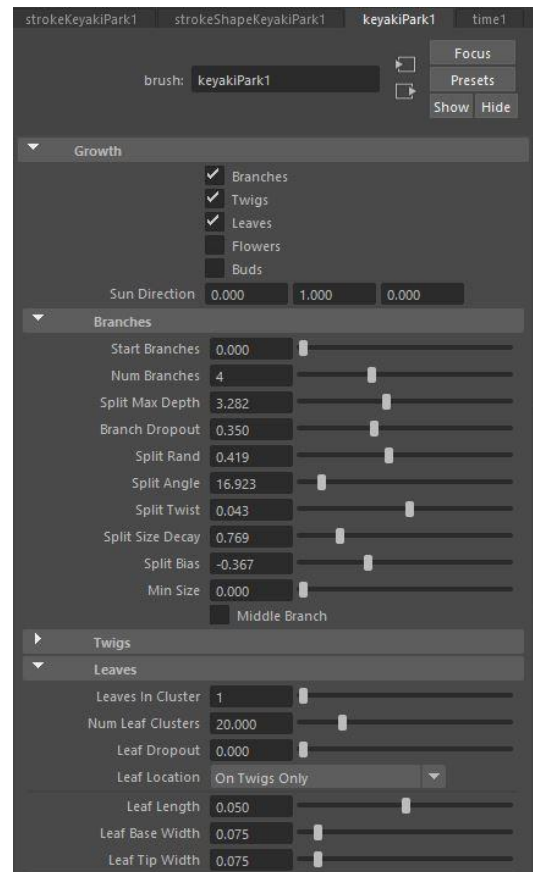 strokeKeyakiPark1 strokeShapeKeyakiPark1 keyakiPark1 time1
Focus
brush: keyakiPark1 Presets
Show Hide
Growth
Branches
Twigs
Leaves
Flowers
Buds
Sun Direction 0.000 1.000 0.000
Branches
Start Branches 0.000
Num Branches 4
Split Max Depth 3.282
Branch Dropout 0.350
Split Rand 0.419
Split Angle 16.923
Split Twist 0.043
Split Size Decay 0.769
Split Bias -0.367
Min Size 0.000
Middle Branch
Twigs
Leaves
Leaves In Cluster 1
Num Leaf Clusters 20.000
Leaf Dropout 0.000
Leaf Location On Twigs Only
Leaf Length 0.050
Leaf Base Width 0.075
Leaf Tip Width 0.075